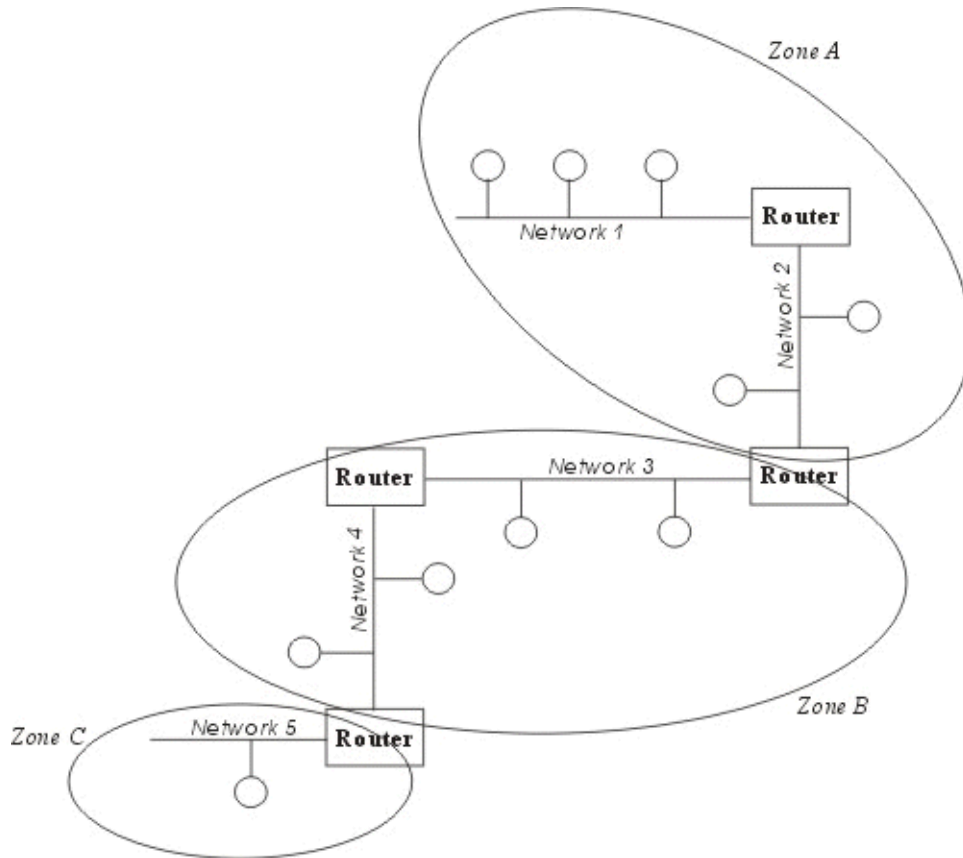 Zone A
Router
Network 1
Network 2
Router
Network 3
Router
Network 4
Zone B
Zone C
Network 5
Router